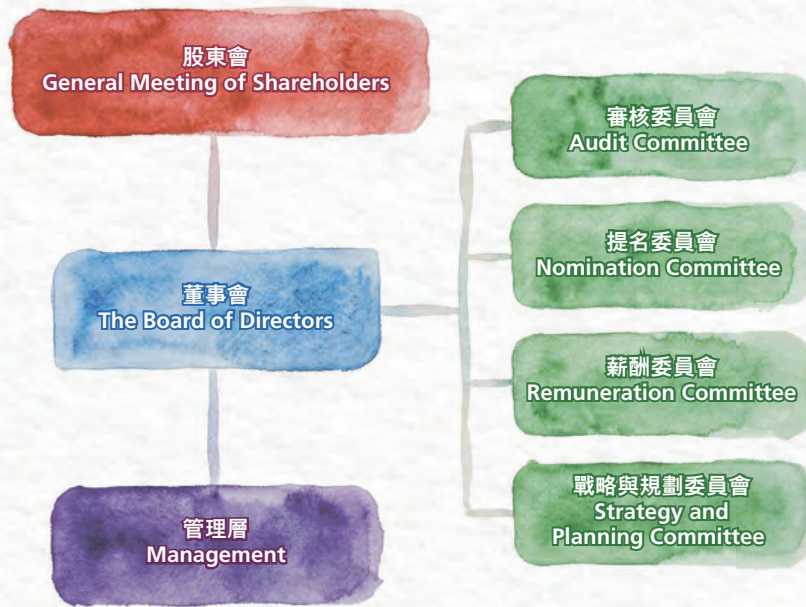 股東會
General Meeting of Shareholders
董事會
The Board of Directors
管理層
Management
審核委員會
Audit Committee
提名委員會
Nomination Committee
薪酬委員會
Remuneration Committee
戰略與規劃委員會
Strategy and
Planning Committee